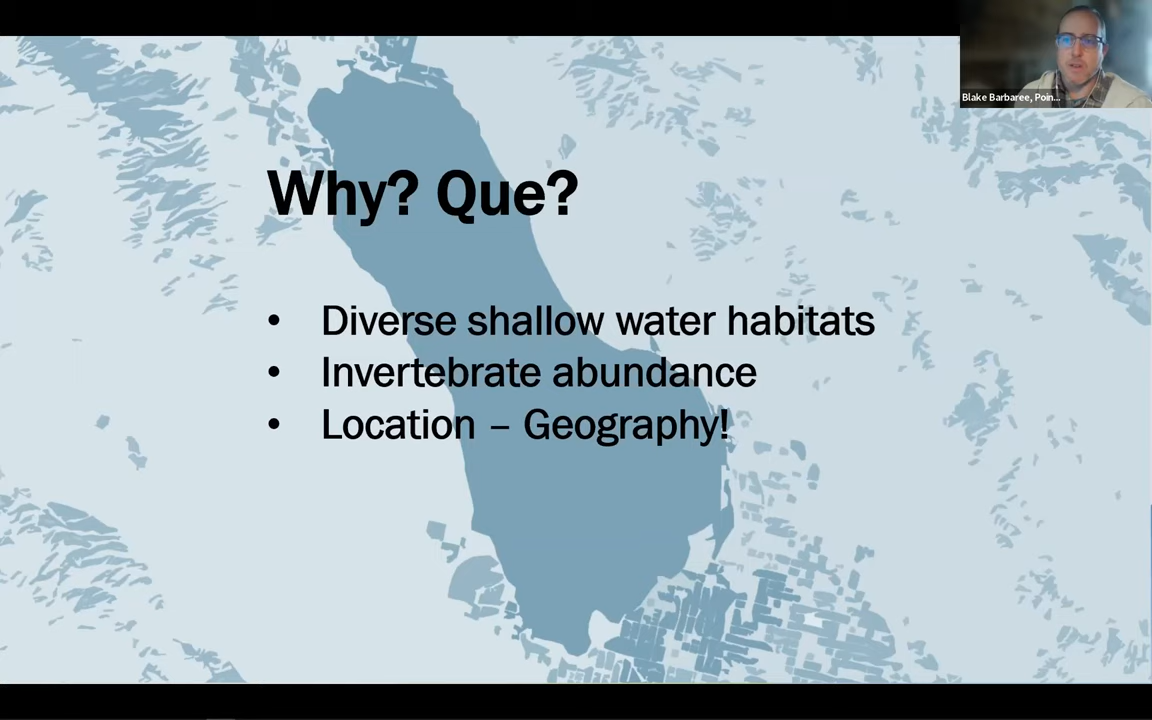 Blake Barbaree, Poin...
Why? Que?
• Diverse shallow water habitats
• Invertebrate abundance
• Location – Geography!